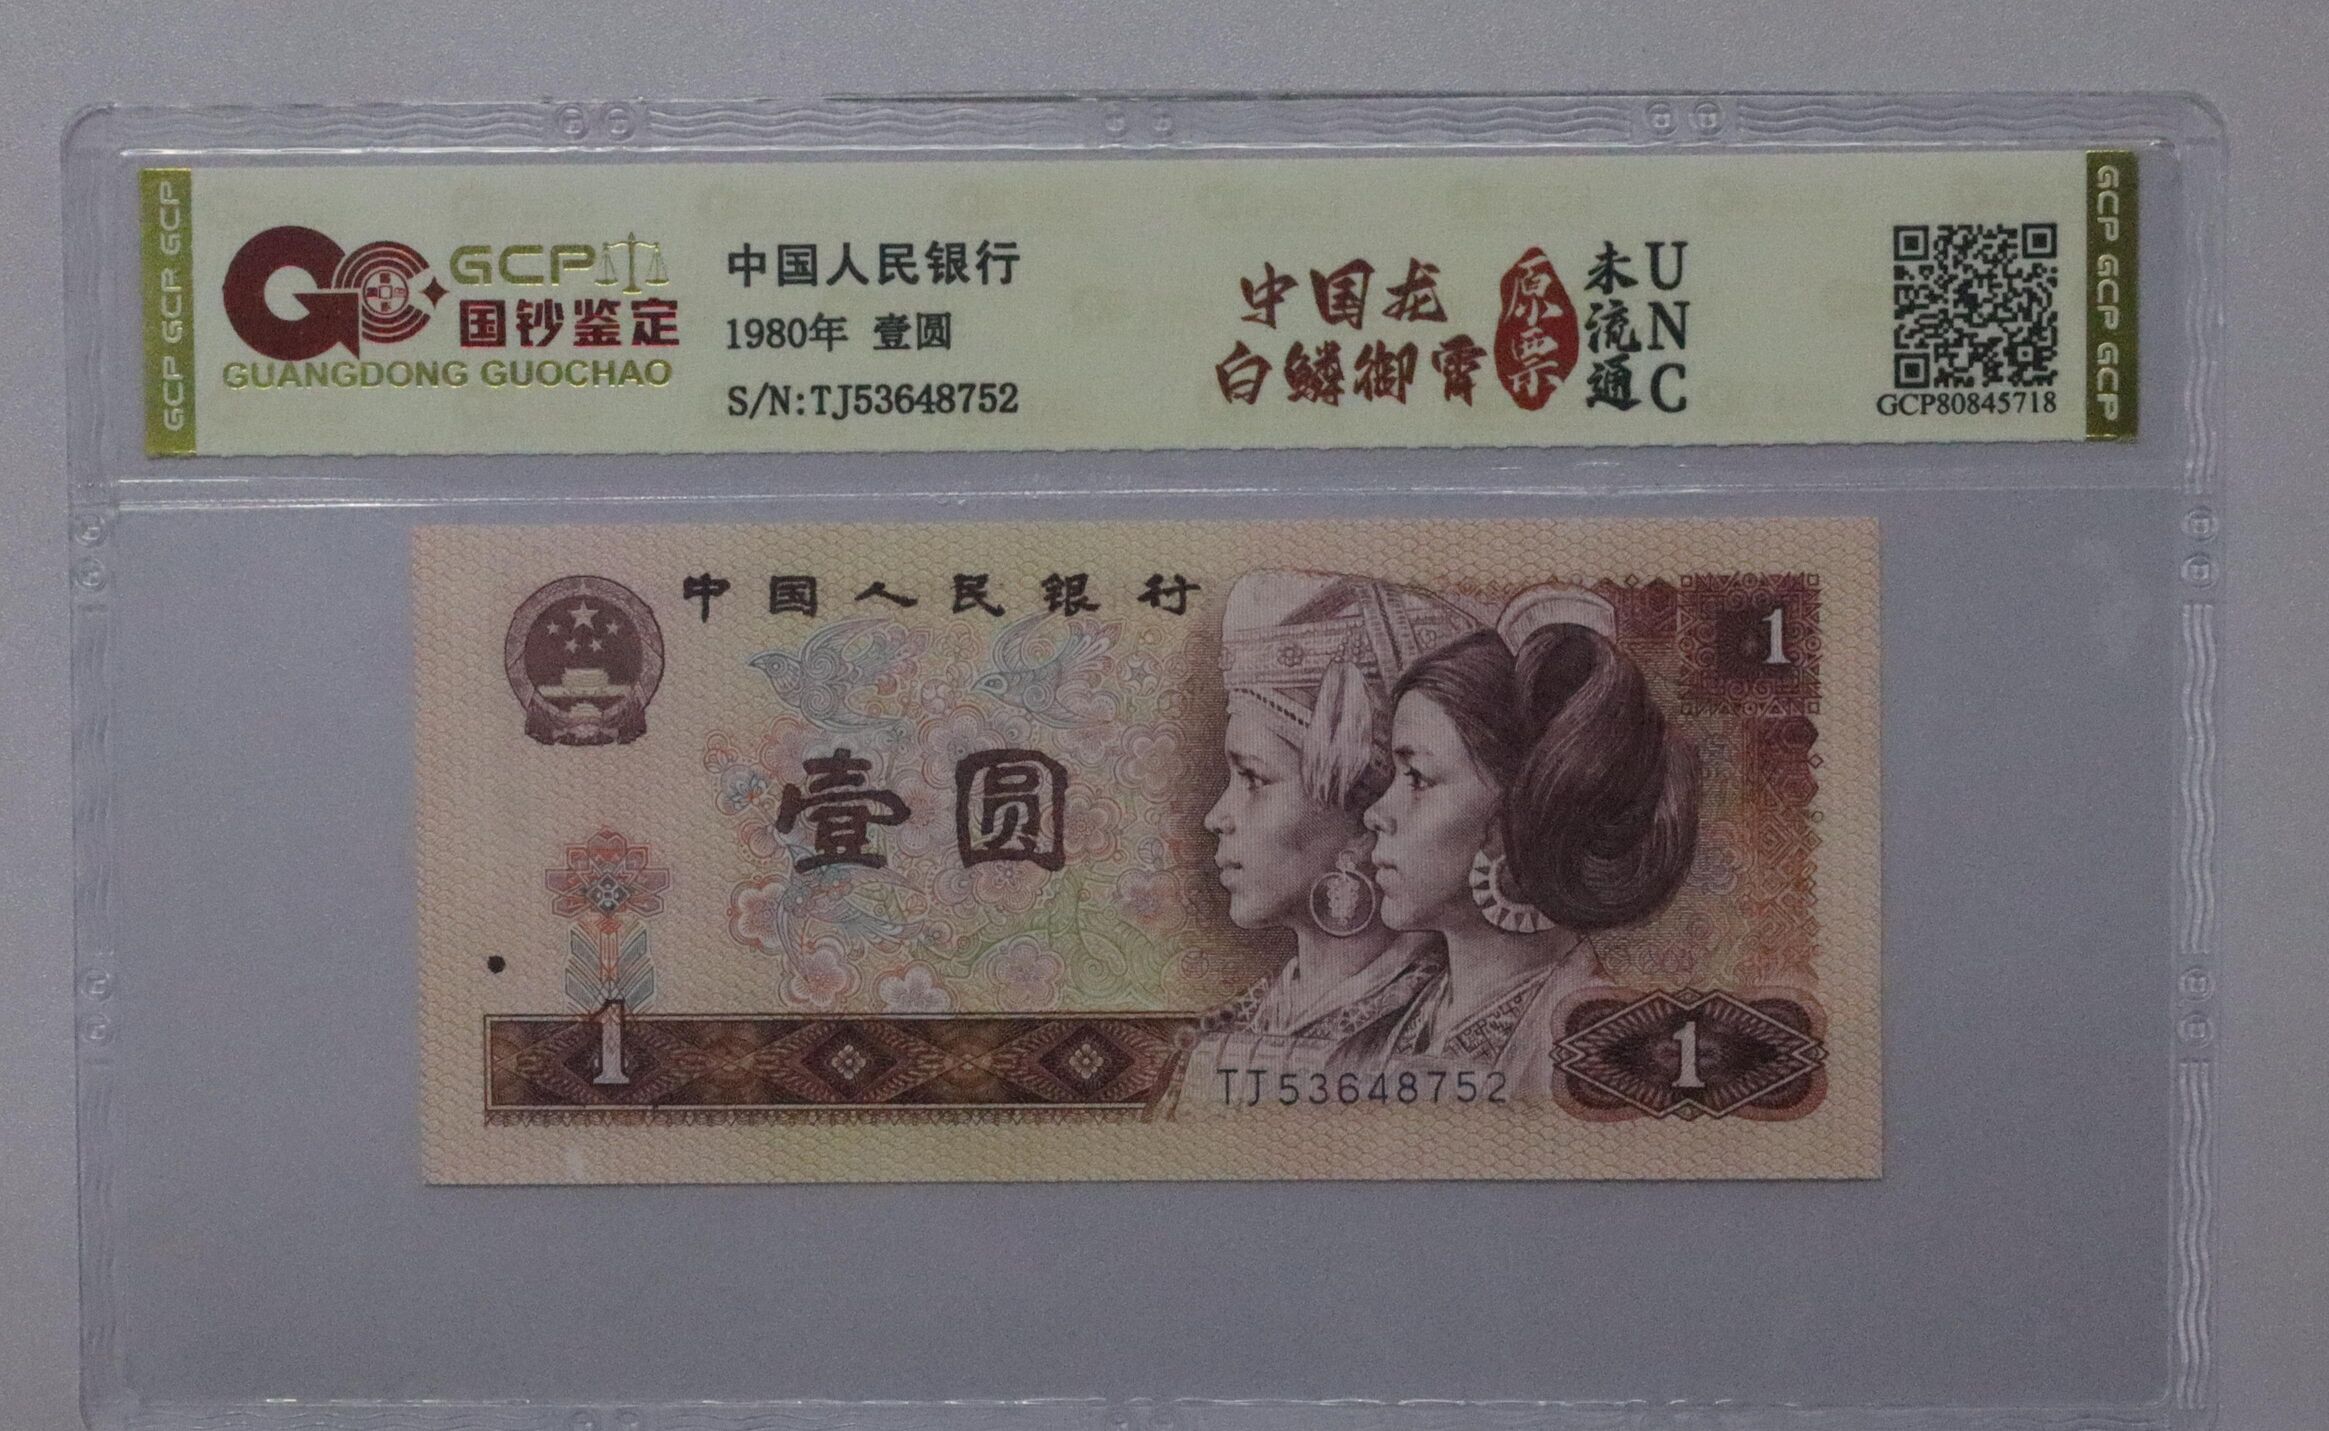 GCP GCP GCP GCP
GCP
国钞鉴定
GUANGDONG GUOCHAO
中国人民银行
1980年 壹圆
S/N:TJ53648752
中国龙
白鳞御霄
原票
未流通
UNC
GCP80845718
GCP GCP GCP GCP
中国人民银行
壹圆
1
1
1
TJ53648752